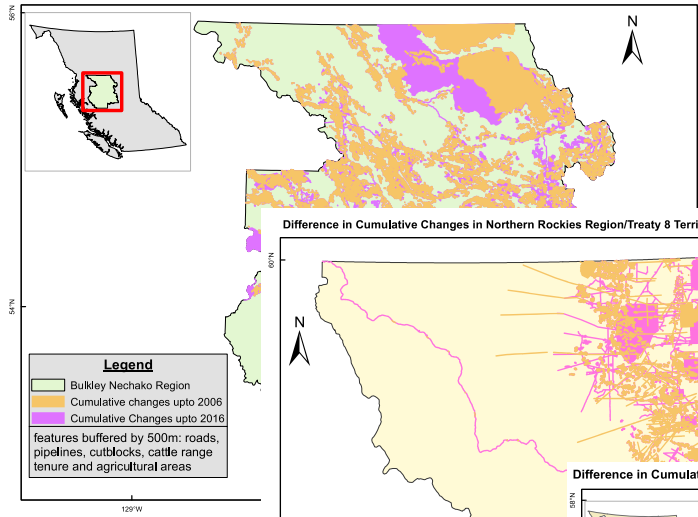 56°N
N
54°N
129°W
Legend
Bulkley Nechako Region
Cumulative Changes upto 2006
Cumulative Changes upto 2016
features buffered by 500m: roads,
pipelines, cutblocks, cattle range
tenure and agricultural areas
Difference in Cumulative Changes in Northern Rockies Region/Treaty 8
60°N
N
Difference in
58°N